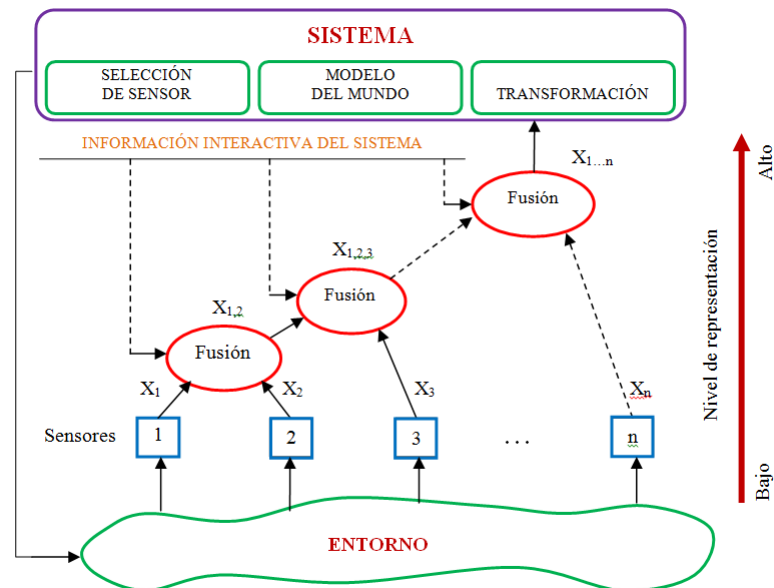 SISTEMA
SELECCIÓN
DE SENSOR
MODELO
DEL MUNDO
TRANSFORMACIÓN
INFORMACIÓN INTERACTIVA DEL SISTEMA
X1…n
Fusión
X1,2,3
Fusión
X1,2
Fusión
X1
X2
X3
Xn
Sensores
1
2
3
…
n
ENTORNO
Alto
Nivel de representación
Bajo